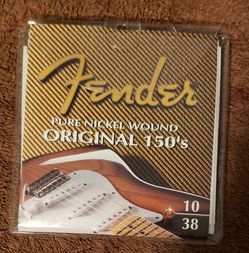 Fender
PURE NICKEL WOUND
ORIGINAL 150's
10
38